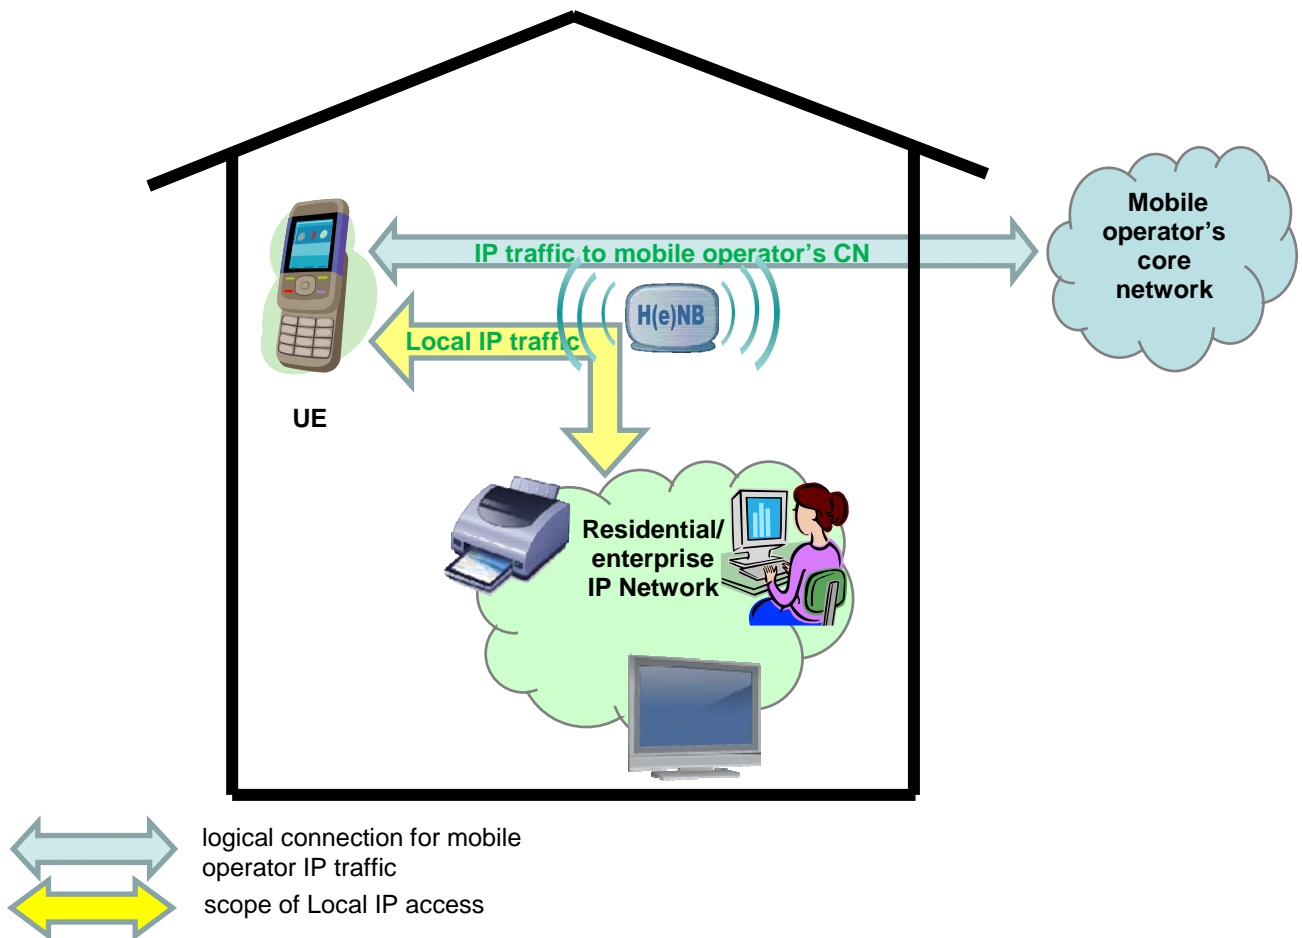 Mobile
operator’s
core
network
IP traffic to mobile operator’s CN
H(e)NB
Local IP traffic
UE
Residential/
enterprise
IP Network
logical connection for mobile
operator IP traffic
scope of Local IP access